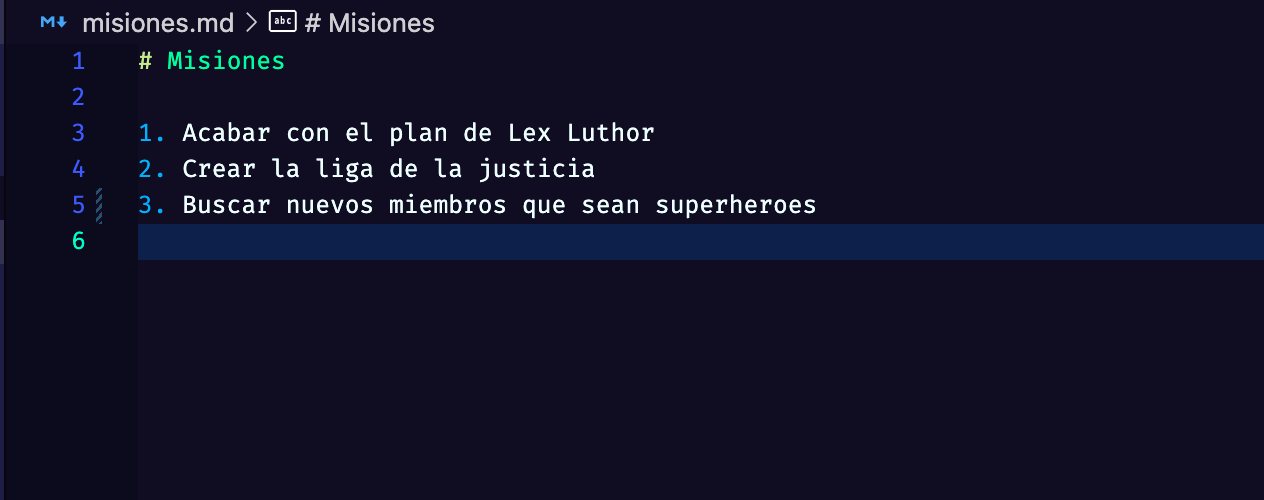 misiones.md > abc # Misiones
1 # Misiones
2
3 1. Acabar con el plan de Lex Luthor
4 2. Crear la liga de la justicia
5 3. Buscar nuevos miembros que sean superheroes
6